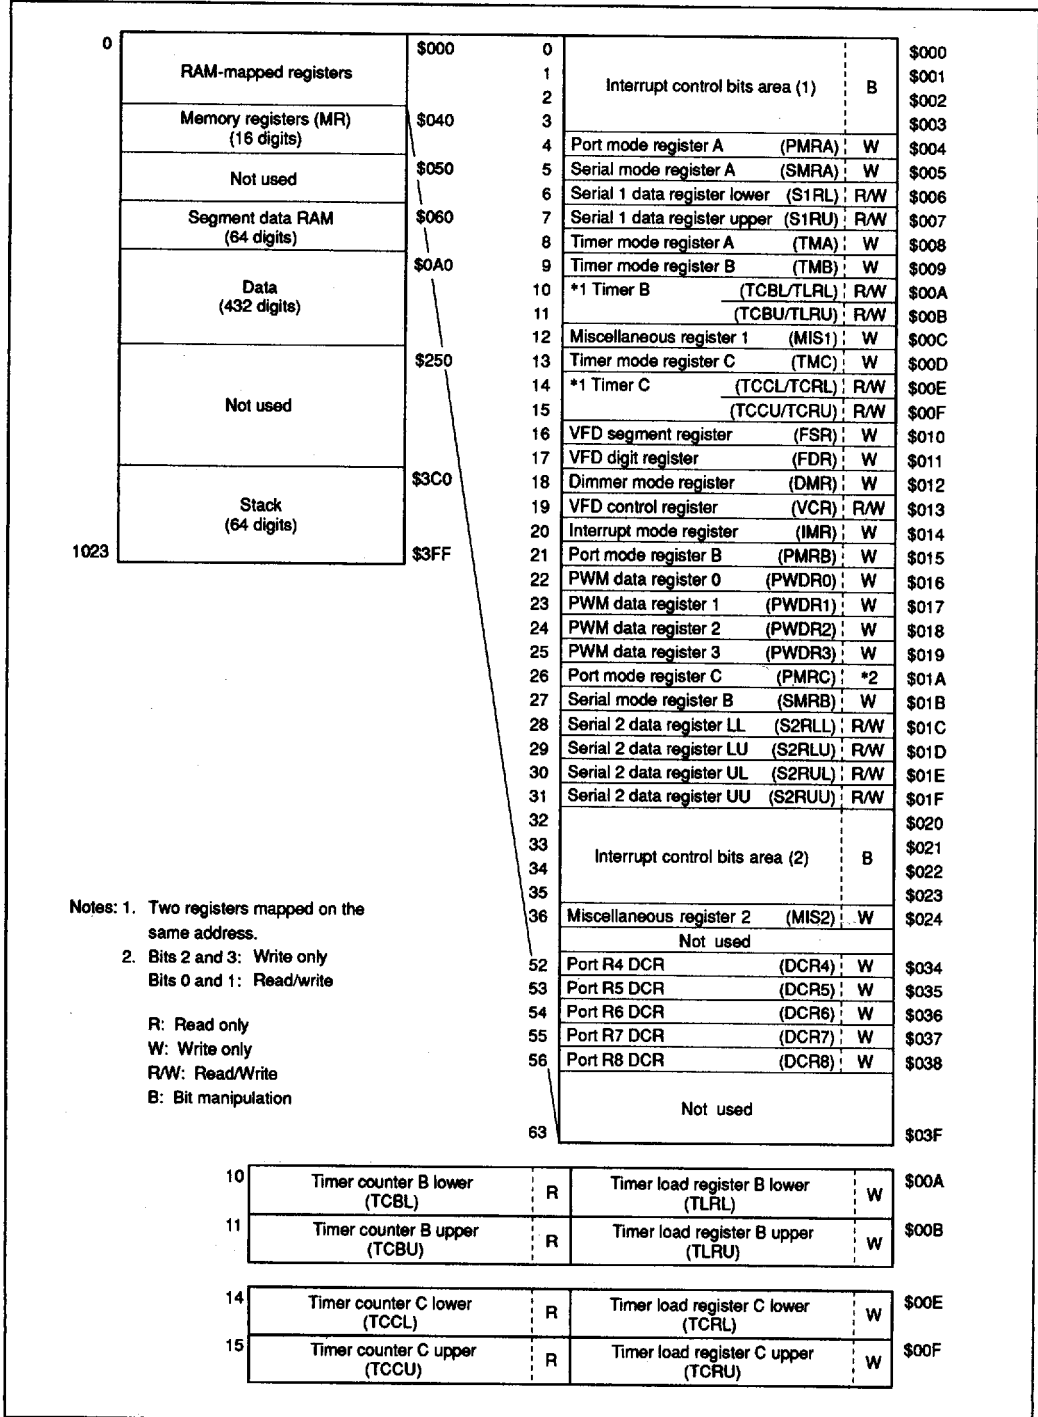 0
$000
RAM-mapped registers
$040
Memory registers (MR)
(16 digits)
$050
Not used
$060
Segment data RAM
(64 digits)
$0A0
Data
(432 digits)
$250
Not used
$3C0
Stack
(64 digits)
1023
$3FF
0 $000
1 $001
2 $002
3 $003
Interrupt control bits area (1) B
4 Port mode register A (PMRA) W $004
5 Serial mode register A (SMRA) W $005
6 Serial 1 data register lower (S1RL) R/W $006
7 Serial 1 data register upper (S1RU) R/W $007
8 Timer mode register A (TMA) W $008
9 Timer mode register B (TMB) W $009
10 *1 Timer B (TCBL/TLRL) R/W $00A
11 (TCBU/TLRU) R/W $00B
12 Miscellaneous register 1 (MIS1) W $00C
13 Timer mode register C (TMC) W $00D
14 *1 Timer C (TCCL/TCRL) R/W $00E
15 (TCCU/TCRU) R/W $00F
16 VFD segment register (FSR) W $010
17 VFD digit register (FDR) W $011
18 Dimmer mode register (DMR) W $012
19 VFD control register (VCR) R/W $013
20 Interrupt mode register (IMR) W $014
21 Port mode register B (PMRB) W $015
22 PWM data register 0 (PWDR0) W $016
23 PWM data register 1 (PWDR1) W $017
24 PWM data register 2 (PWDR2) W $018
25 PWM data register 3 (PWDR3) W $019
26 Port mode register C (PMRC) *2 $01A
27 Serial mode register B (SMRB) W $01B
28 Serial 2 data register LL (S2RLL) R/W $01C
29 Serial 2 data register LU (S2RLU) R/W $01D
30 Serial 2 data register UL (S2RUL) R/W $01E
31 Serial 2 data register UU (S2RUU) R/W $01F
32 $020
33 $021
34 $022
35 $023
Interrupt control bits area (2) B
36 Miscellaneous register 2 (MIS2) W $024
Not used
52 Port R4 DCR (DCR4) W $034
53 Port R5 DCR (DCR5) W $035
54 Port R6 DCR (DCR6) W $036
55 Port R7 DCR (DCR7) W $037
56 Port R8 DCR (DCR8) W $038
Not used
63 $03F
Notes: 1. Two registers mapped on the
same address.
2. Bits 2 and 3: Write only
Bits 0 and 1: Read/write
R: Read only
W: Write only
R/W: Read/Write
B: Bit manipulation
10 Timer counter B lower R Timer load register B lower W $00A
(TCBL) (TLRL)
11 Timer counter B upper R Timer load register B upper W $00B
(TCBU) (TLRU)
14 Timer counter C lower R Timer load register C lower W $00E
(TCCL) (TCRL)
15 Timer counter C upper R Timer load register C upper W $00F
(TCCU) (TCRU)